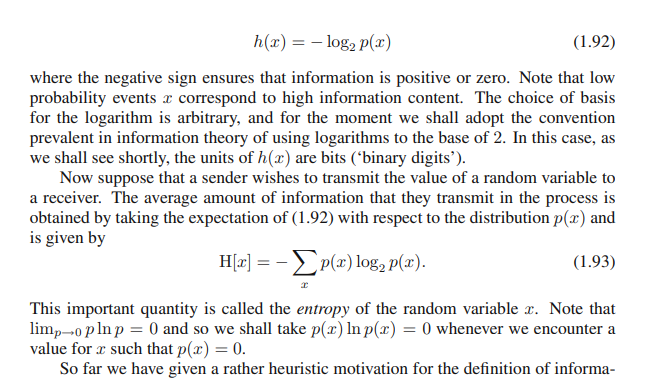 h(x) = − log₂ p(x) (1.92)
where the negative sign ensures that information is positive or zero. Note that low
probability events x correspond to high information content. The choice of basis
for the logarithm is arbitrary, and for the moment we shall adopt the convention
prevalent in information theory of using logarithms to the base of 2. In this case, as
we shall see shortly, the units of h(x) are bits (‘binary digits’).
Now suppose that a sender wishes to transmit the value of a random variable to
a receiver. The average amount of information that they transmit in the process is
obtained by taking the expectation of (1.92) with respect to the distribution p(x) and
is given by
H[x] = − ∑ₓ p(x) log₂ p(x). (1.93)
This important quantity is called the entropy of the random variable x. Note that
limₚ→₀ p ln p = 0 and so we shall take p(x) ln p(x) = 0 whenever we encounter a
value for x such that p(x) = 0.
So far we have given a rather heuristic motivation for the definition of informa-